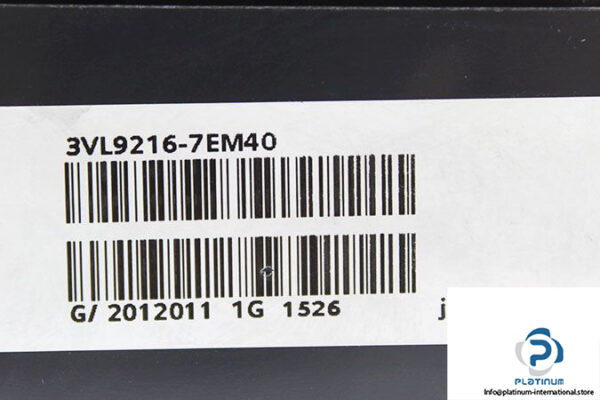 3VL9216-7EM40
G/ 2012011 1G 1526
j
PLATINUM
Info@platinum-international.store